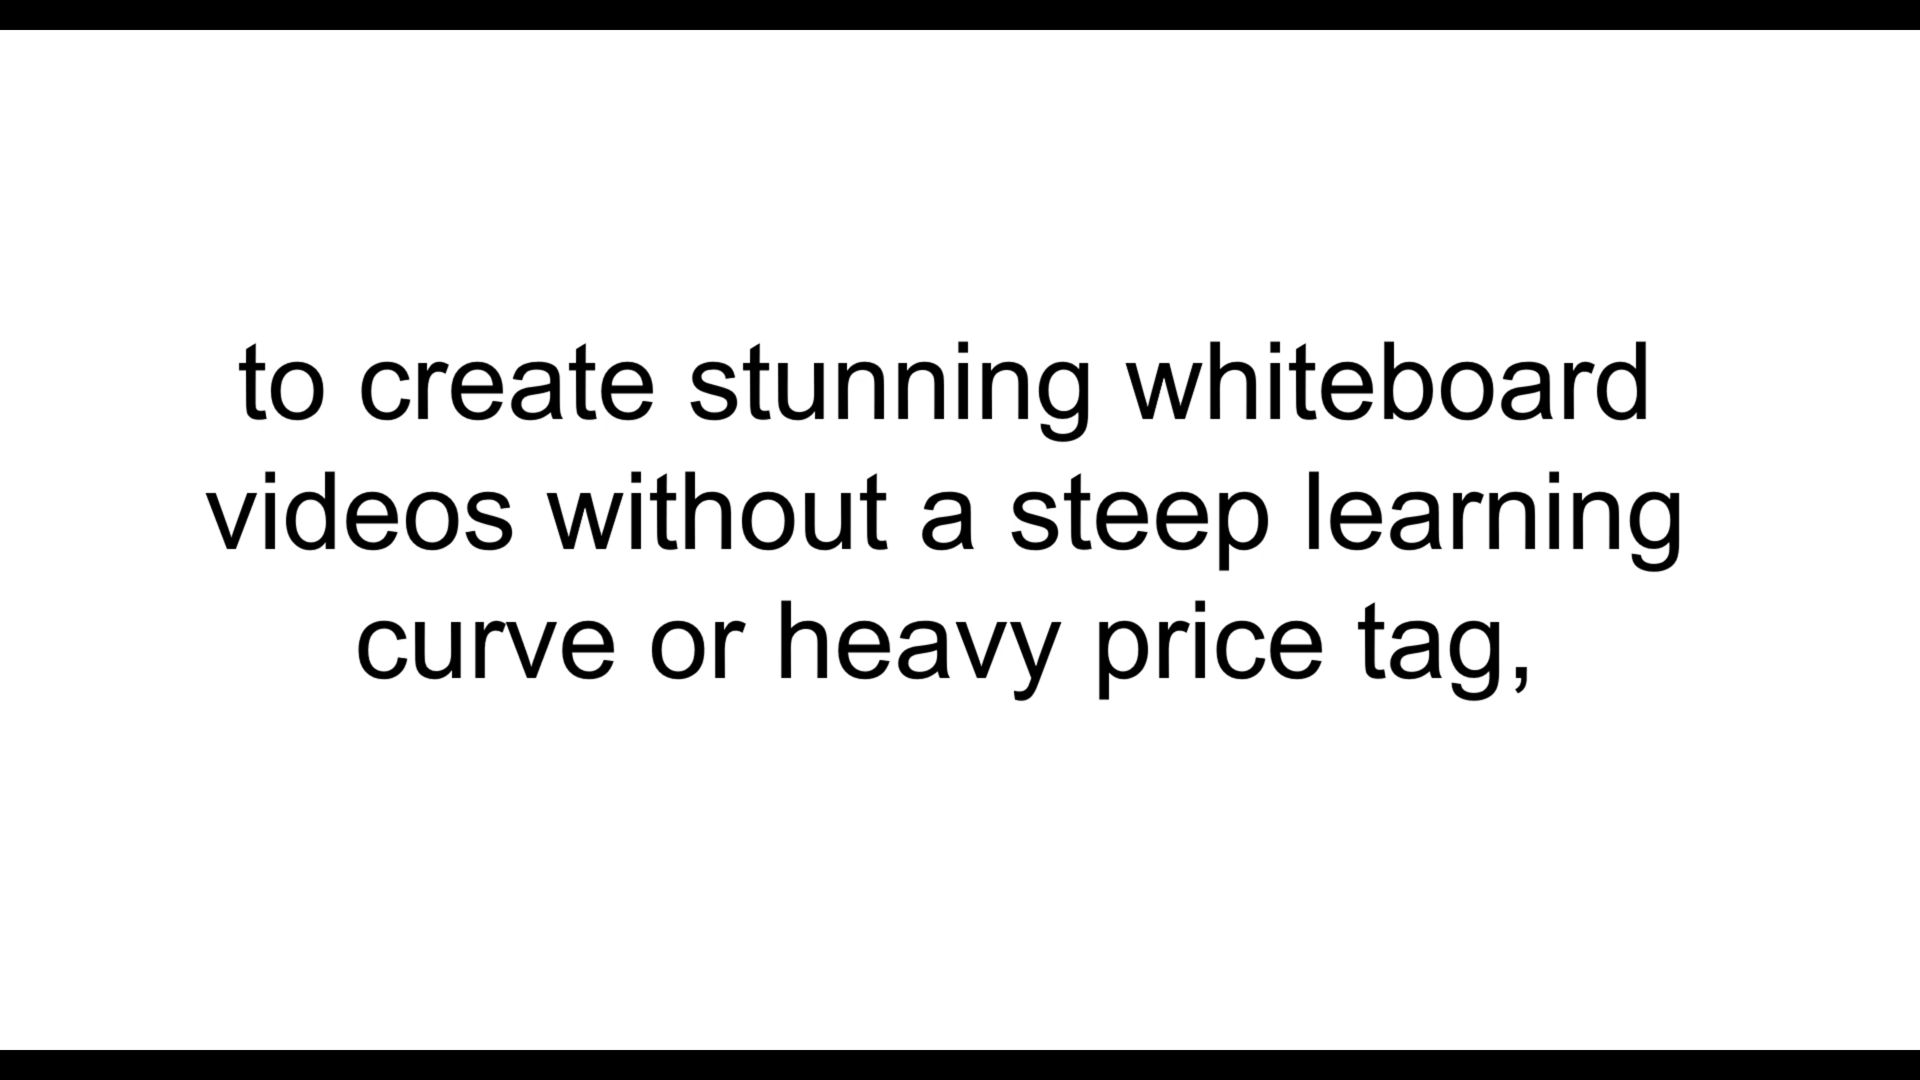 to create stunning whiteboard
videos without a steep learning
curve or heavy price tag,